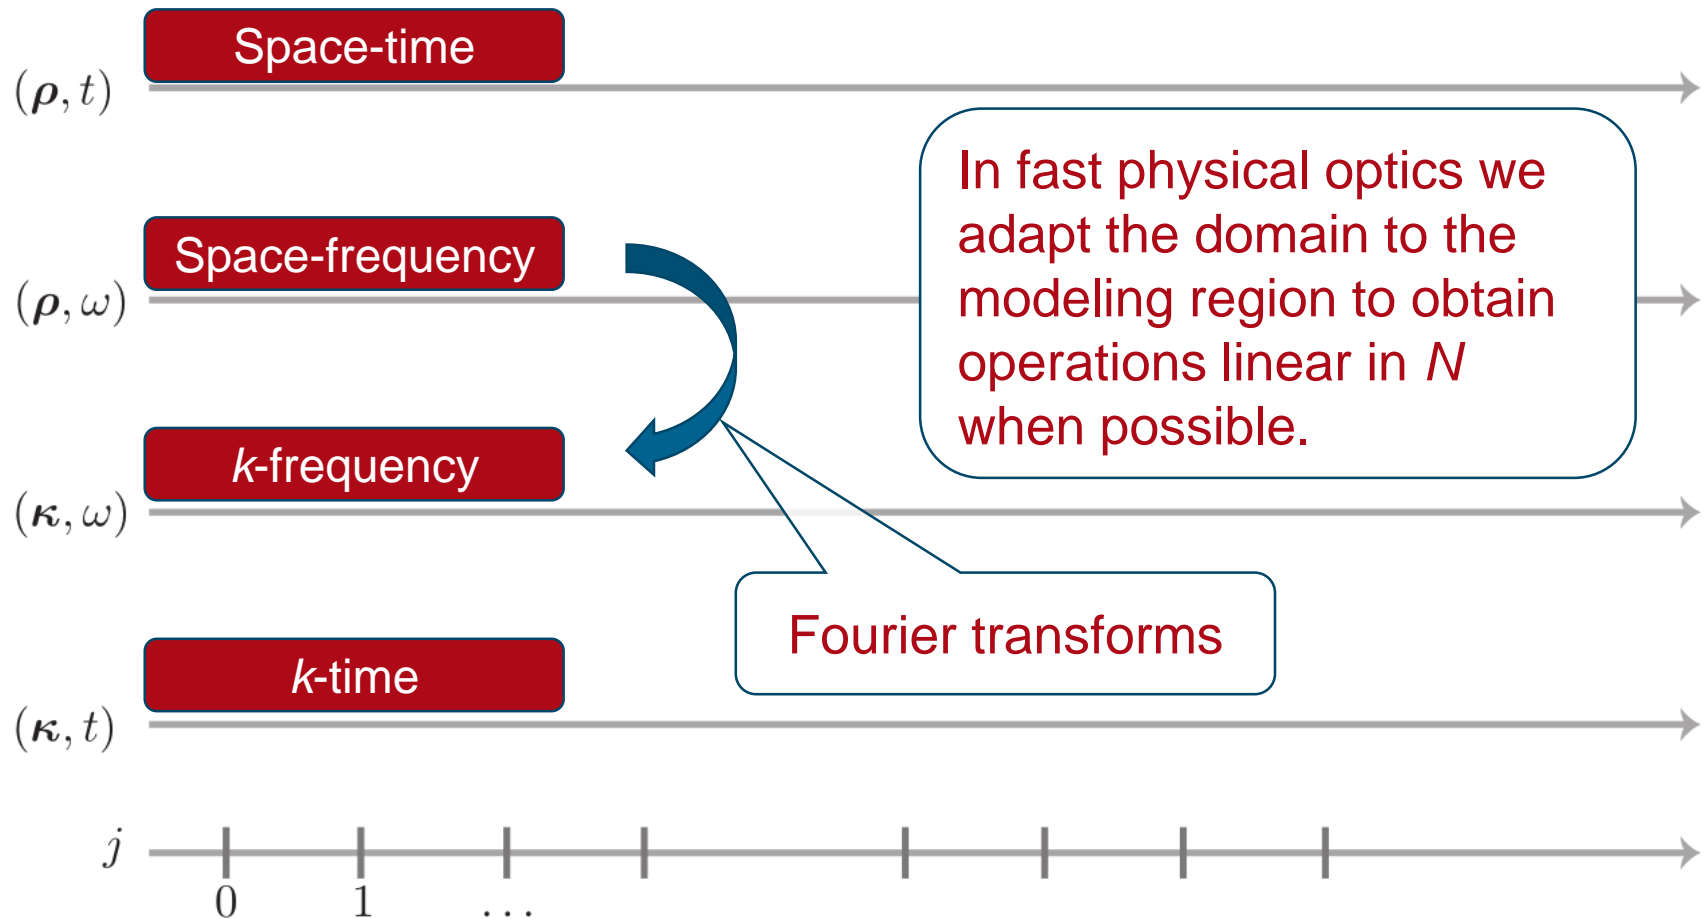 Space-time
(ρ, t)
In fast physical optics we
adapt the domain to the
modeling region to obtain
operations linear in N
when possible.
Space-frequency
(ρ, ω)
k-frequency
(κ, ω)
Fourier transforms
k-time
(κ, t)
j
0 1 ...